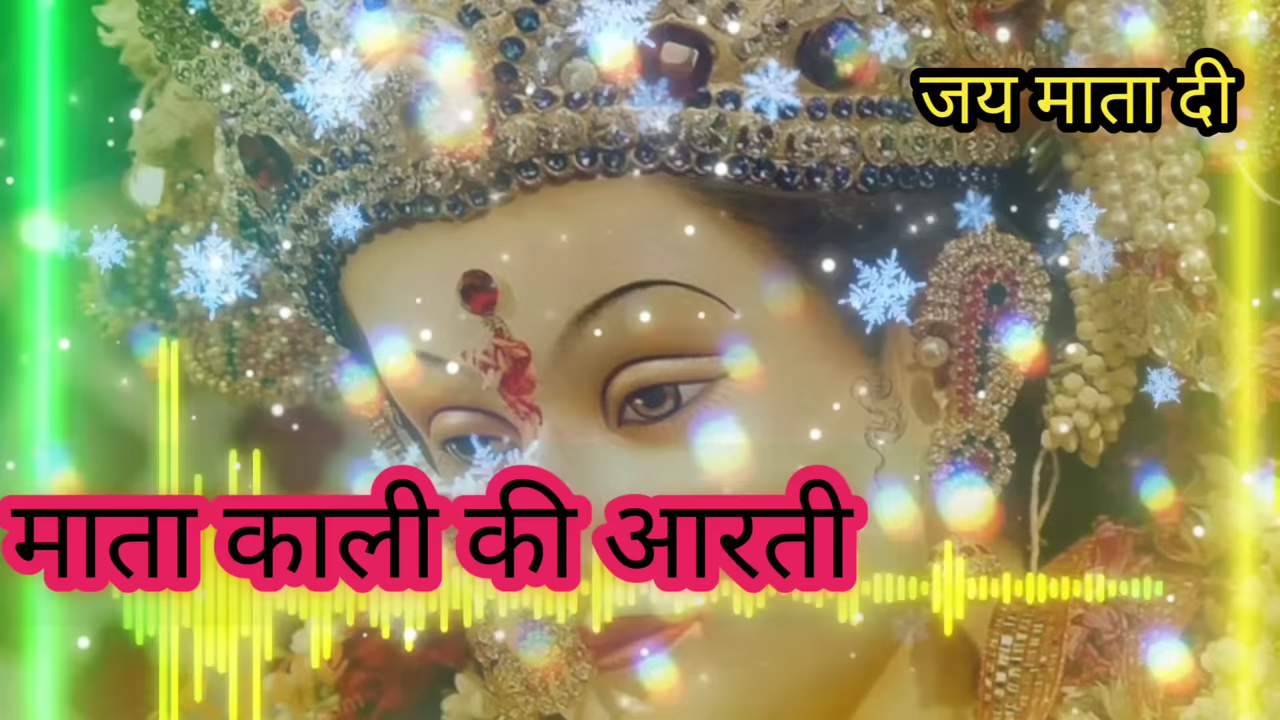 जय माता दी
माता काली की आरती